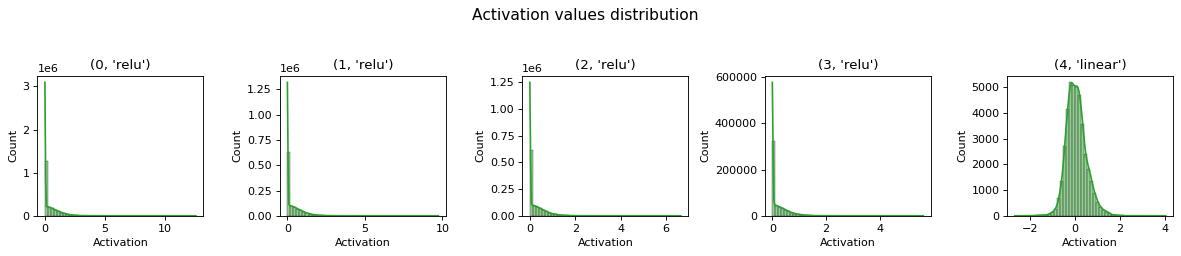 Activation values distribution
(0, 'relu')
1e6
3
2
1
0
Count
0 5 10
Activation
(1, 'relu')
1e6
1.25
1.00
0.75
0.50
0.25
0.00
Count
0 5 10
Activation
(2, 'relu')
1e6
1.25
1.00
0.75
0.50
0.25
0.00
Count
0 2 4 6
Activation
(3, 'relu')
600000
400000
200000
0
Count
0 2 4
Activation
(4, 'linear')
5000
4000
3000
2000
1000
0
Count
−2 0 2 4
Activation